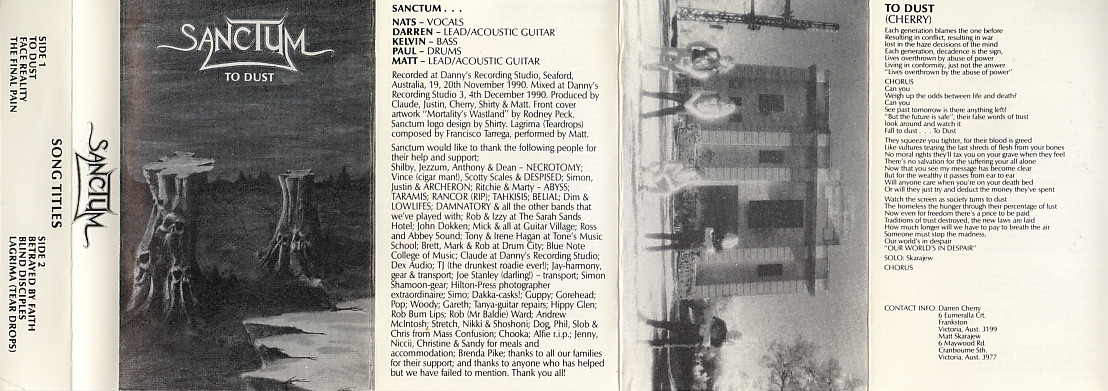 SIDE 1
TO DUST
FACE REALITY
THE FINAL PAIN
SONG TITLES
SIDE 2
BETRAYED BY FAITH
BLIND DISCIPLES
LAGRIMA (TEAR DROPS)
SANCTUM
SANCTUM
TO DUST
SANCTUM . . .
NATS – VOCALS
DARREN – LEAD/ACOUSTIC GUITAR
KELVIN – BASS
PAUL – DRUMS
MATT – LEAD/ACOUSTIC GUITAR
Recorded at Danny's Recording Studio, Seaford,
Australia, 19, 20th November 1990. Mixed at Danny's
Recording Studio 3, 4th December 1990. Produced by
Claude, Justin, Cherry, Shirty & Matt. Front cover
artwork "Mortality's Wastland" by Rodney Peck.
Sanctum logo design by Shirty. Lagrima (Teardrops)
composed by Francisco Tarrega, performed by Matt.
Sanctum would like to thank the following people for
their help and support;
Shilby, Jezzum, Anthony & Dean – NECROTOMY;
Vince (cigar man!), Scotty Scales & DESPISED; Simon,
Justin & ARCHERON; Ritchie & Marty – ABYSS;
TARAMIS; RANCOR (RIP); TAHKISIS; BELIAL; Dim &
LOWLIFES; DAMNATORY & all the other bands that
we've played with; Rob & Izzy at The Sarah Sands
Hotel; John Dokken; Mick & all at Guitar Village; Ross
and Abbey Sound; Tony & Irene Hagan at Tone's Music
School; Brett, Mark & Rob at Drum City; Blue Note
College of Music; Claude at Danny's Recording Studio;
Dex Audio; TJ (the drunkest roadie ever!); Jay-harmony,
gear & transport; Joe Stanley (darling!) – transport; Simon
Shamoon-gear; Hilton-Press photographer
extraordinaire; Simo; Dakka-casks!; Guppy; Gorehead;
Pop; Woody; Gareth; Tanya-guitar repairs; Hippy Glen;
Rob Bum Lips; Rob (Mr Baldie) Ward; Andrew
McIntosh; Stretch, Nikki & Shoshoni; Dog, Phil, Slob &
Chris from Mass Confusion; Chooka; Alfie r.i.p.; Jenny,
Niccii, Christine & Sandy for meals and
accommodation; Brenda Pike; thanks to all our families
for their support; and thanks to anyone who has helped
but we have failed to mention. Thank you all!
TO DUST
(CHERRY)
Each generation blames the one before
Resulting in conflict, resulting in war
lost in the haze decisions of the mind
Each generation, decadence is the sign,
Lives overthrown by abuse of power
Living in conformity, just not the answer
"Lives overthrown by the abuse of power"
CHORUS
Can you
Weigh up the odds between life and death?
Can you
See past tomorrow is there anything left?
"But the future is safe", their false words of trust
look around and watch it
Fall to dust . . . To Dust
They squeeze you tighter, for their blood is greed
Like vultures tearing the last shreds of flesh from your bones
No moral rights they'll tax you on your grave when they feel
There's no salvation for the suffering your all alone
Now that you see my message has become clear
But for the wealthy it passes from ear to ear
Will anyone care when you're on your death bed
Or will they just try and deduct the money they've spent
Watch the screen as society turns to dust
The homeless die hunger through their percentage of lust
Now even for freedom there's a price to be paid
Traditions of trust destroyed, the new laws are laid
How much longer will we have to pay to breath the air
Someone must stop the madness,
Our world's in despair
"OUR WORLD'S IN DESPAIR"
SOLO: Skarajew
CHORUS
CONTACT INFO: Darren Cherry
6 Eumeralla Crt.
Frankston
Victoria, Aust. 3199
Matt Skarajew
6 Maywood Rd.
Cranbourne Sth.
Victoria, Aust. 3977